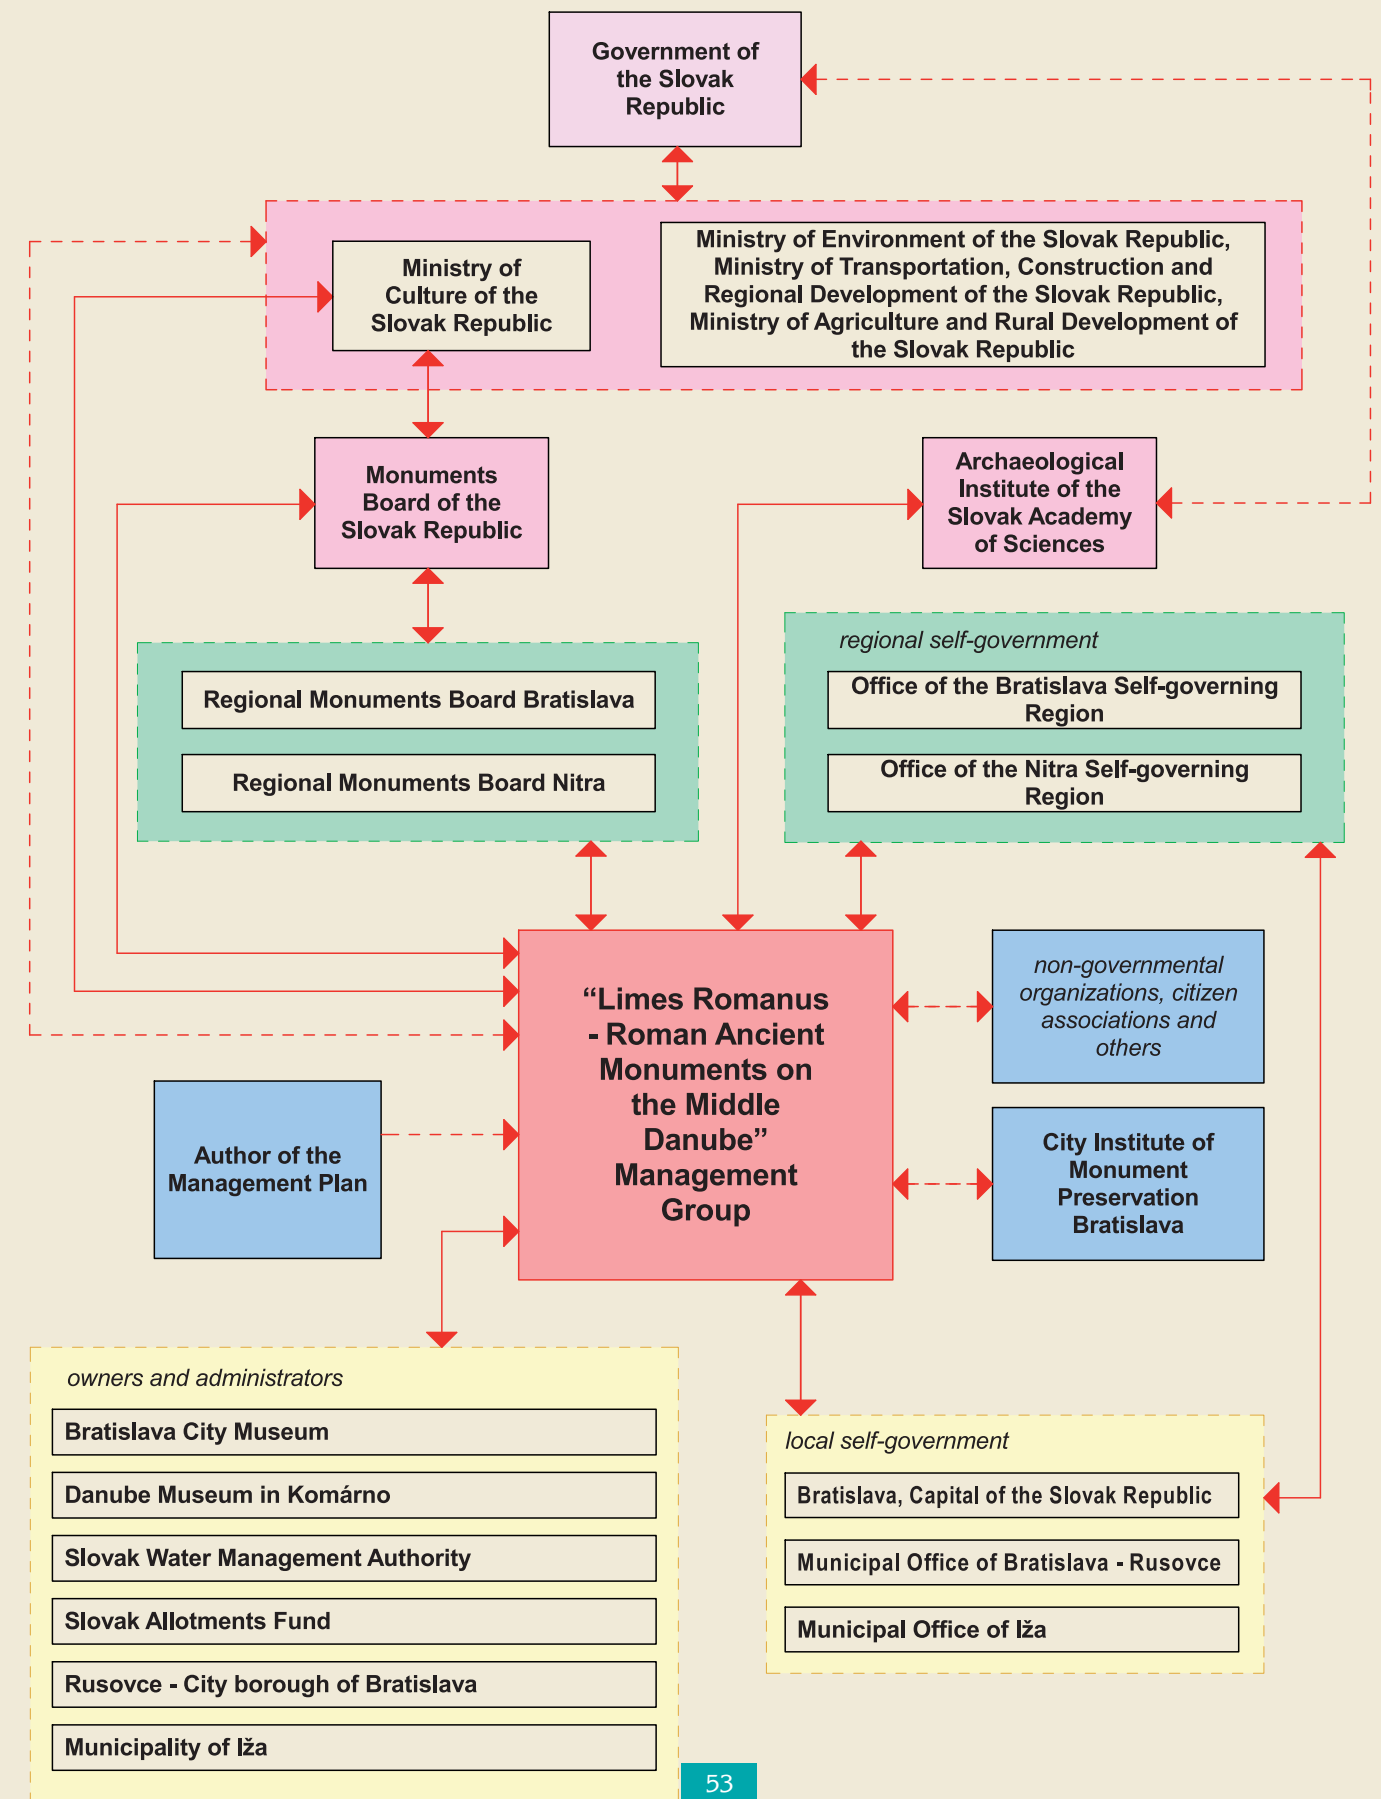 Government of
the Slovak
Republic
Ministry of
Culture of the
Slovak Republic
Ministry of Environment of the Slovak Republic,
Ministry of Transportation, Construction and
Regional Development of the Slovak Republic,
Ministry of Agriculture and Rural Development of
the Slovak Republic
Monuments
Board of the
Slovak Republic
Archaeological
Institute of the
Slovak Academy
of Sciences
Regional Monuments Board Bratislava
Regional Monuments Board Nitra
regional self-government
Office of the Bratislava Self-governing
Region
Office of the Nitra Self-governing
Region
“Limes Romanus
- Roman Ancient
Monuments on
the Middle
Danube”
Management
Group
non-governmental
organizations, citizen
associations and
others
Author of the
Management Plan
City Institute of
Monument
Preservation
Bratislava
owners and administrators
Bratislava City Museum
Danube Museum in Komárno
Slovak Water Management Authority
Slovak Allotments Fund
Rusovce - City borough of Bratislava
Municipality of Iža
local self-government
Bratislava, Capital of the Slovak Republic
Municipal Office of Bratislava - Rusovce
Municipal Office of Iža
53